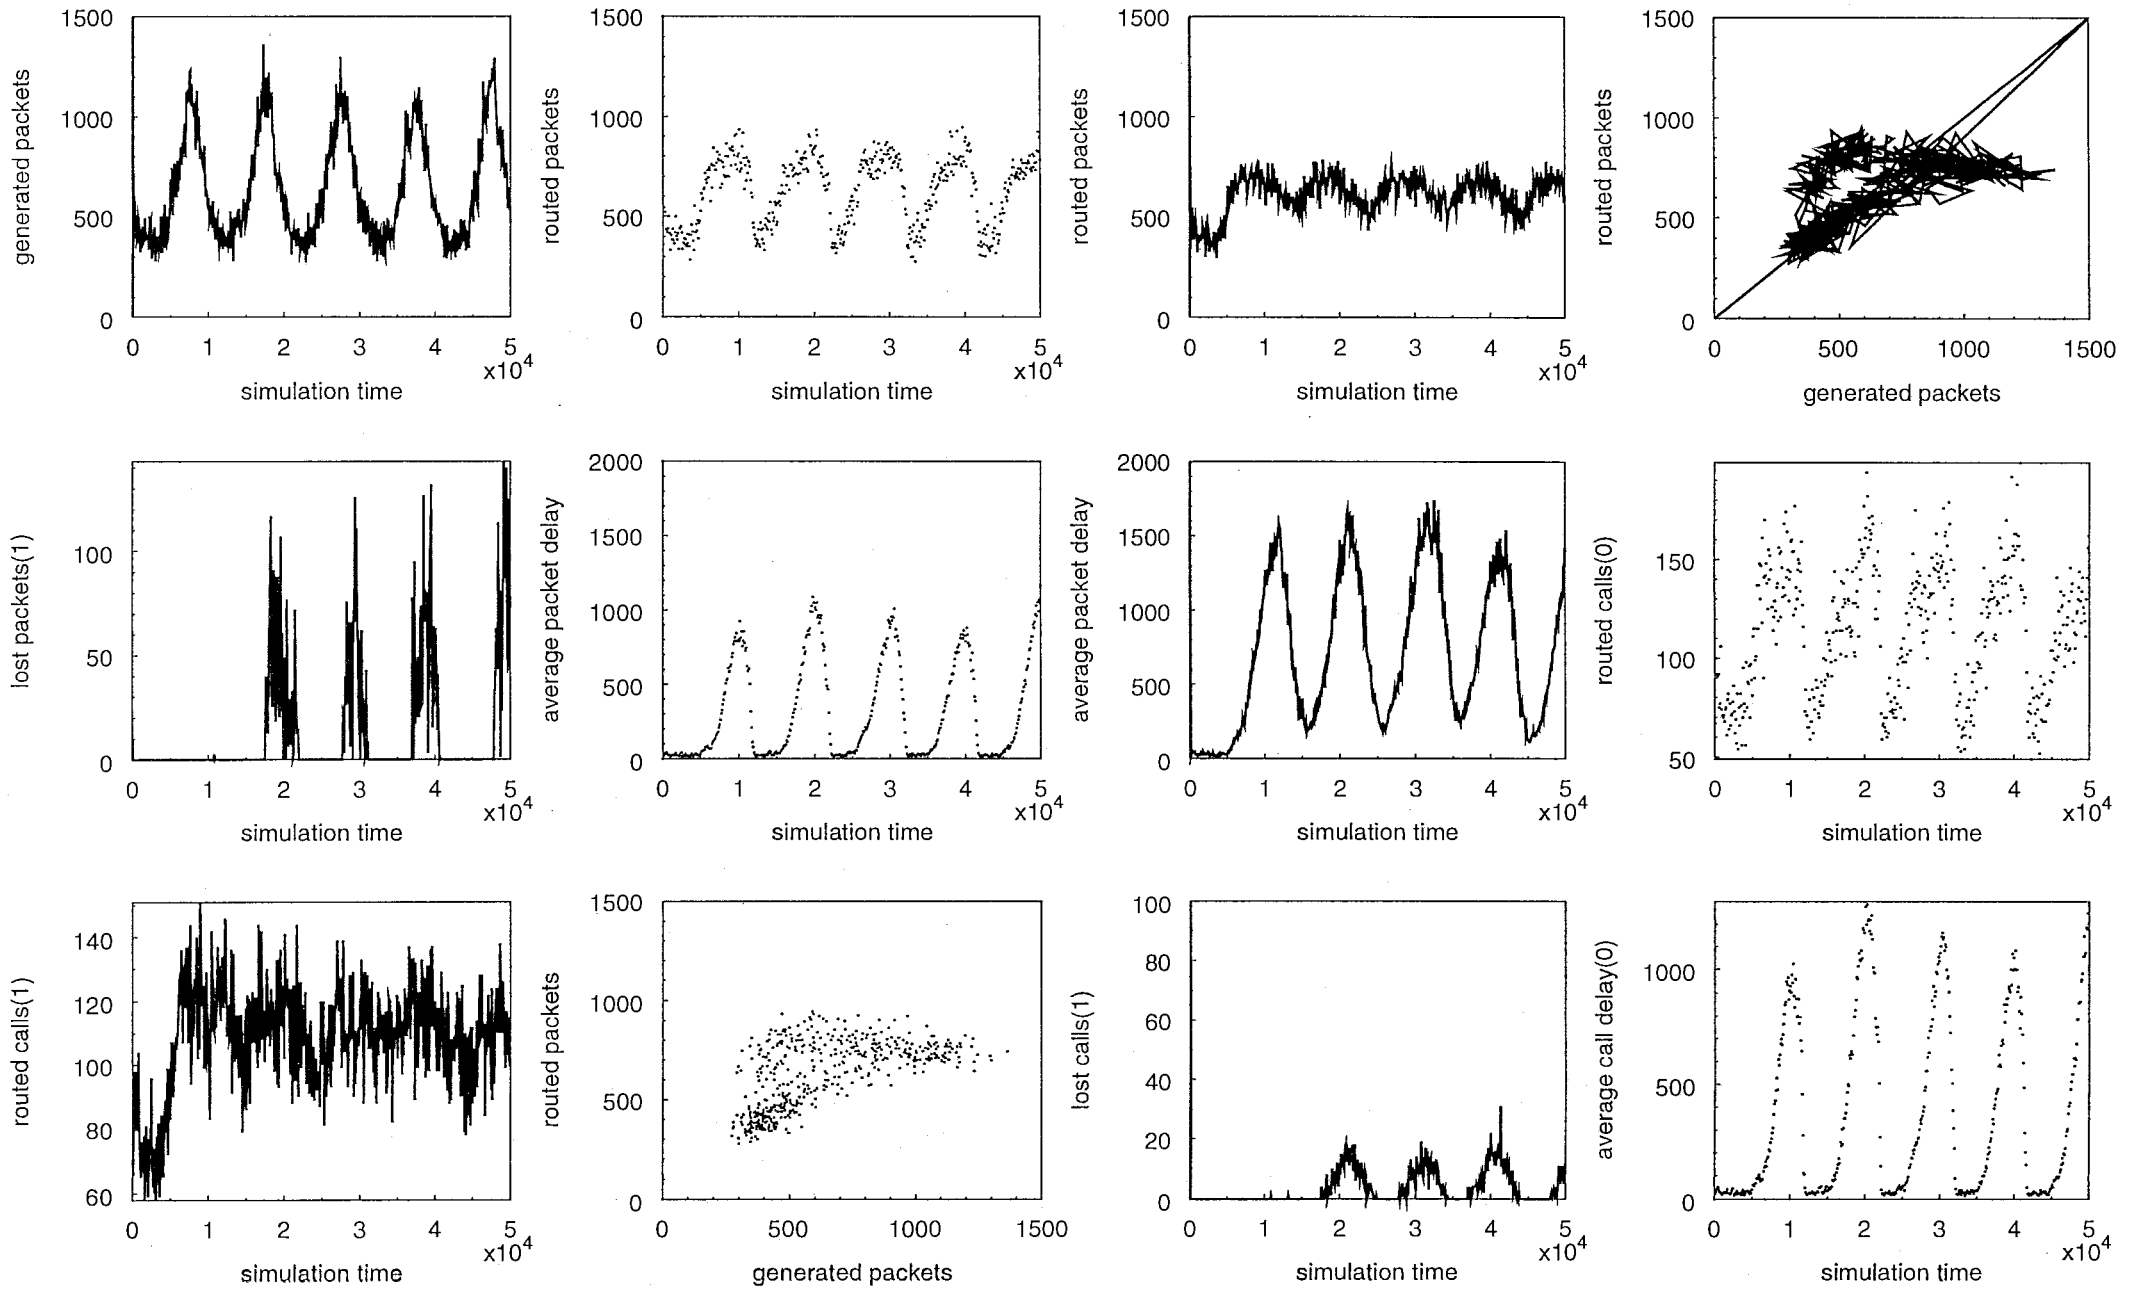 generated packets
1500
1000
500
0
0 1 2 3 4 5
x10^4
simulation time
routed packets
1500
1000
500
0
0 1 2 3 4 5
x10^4
simulation time
routed packets
1500
1000
500
0
0 1 2 3 4 5
x10^4
simulation time
routed packets
1500
1000
500
0
0 500 1000 1500
generated packets
lost packets(1)
100
50
0
0 1 2 3 4 5
x10^4
simulation time
average packet delay
2000
1500
1000
500
0
0 1 2 3 4 5
x10^4
simulation time
average packet delay
2000
1500
1000
500
0
0 1 2 3 4 5
x10^4
simulation time
routed calls(0)
150
100
50
0 1 2 3 4 5
x10^4
simulation time
routed calls(1)
140
120
100
80
60
0 1 2 3 4 5
x10^4
simulation time
routed packets
1500
1000
500
0
0 500 1000 1500
generated packets
lost calls(1)
100
80
60
40
20
0
0 1 2 3 4 5
x10^4
simulation time
average call delay(0)
1000
500
0
0 1 2 3 4 5
x10^4
simulation time